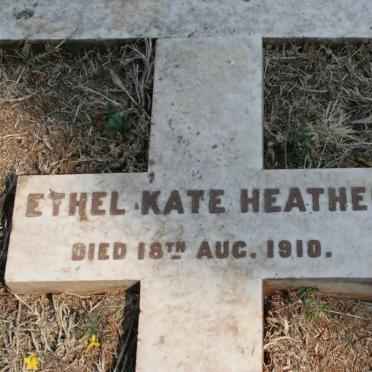 ETHEL KATE HEATHE
DIED 18TH AUG. 1910.